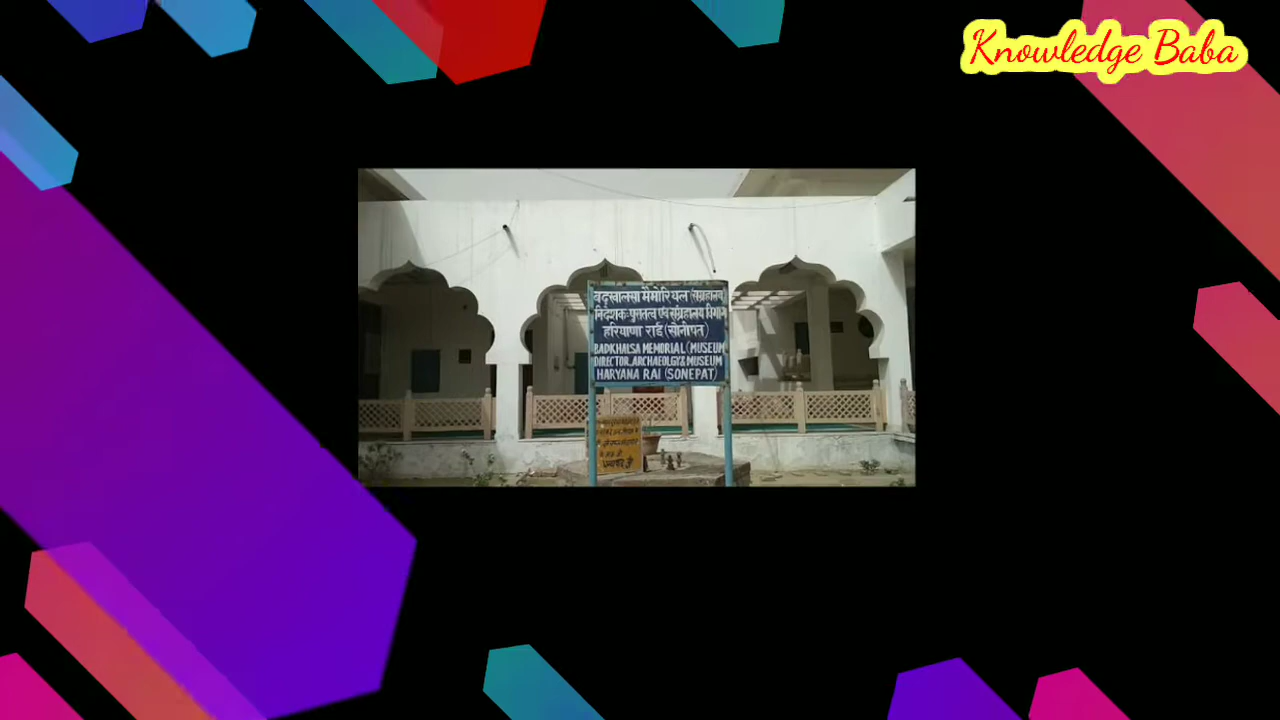 Knowledge Baba
बढ़खालसा मैमोरियल (संग्रहालय)
निदेशक:पुरातत्व एवं संग्रहालय विभाग
हरियाणा राई (सोनीपत)
BADKHALSA MEMORIAL (MUSEUM
DIRECTOR.ARCHAEOLGY & MUSEUM
HARYANA RAI (SONEPAT)